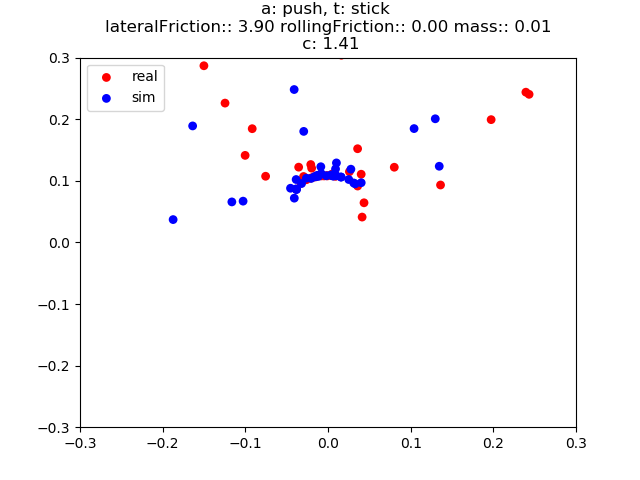 a: push, t: stick
lateralFriction:: 3.90 rollingFriction:: 0.00 mass:: 0.01
c: 1.41
real
sim
0.3
0.2
0.1
0.0
−0.1
−0.2
−0.3
−0.3
−0.2
−0.1
0.0
0.1
0.2
0.3